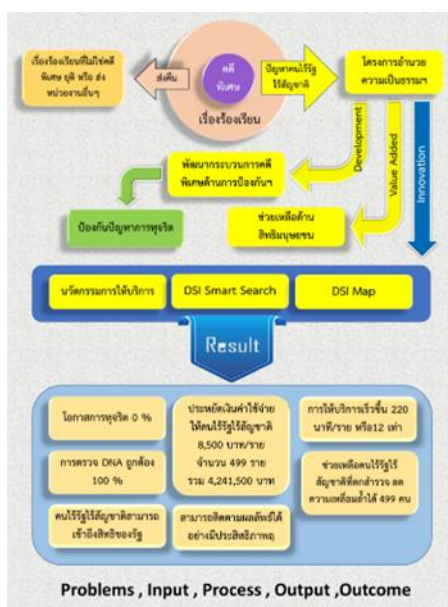 เรื่องร้องเรียนที่ไม่ใช่คดี
พิเศษ ยุติ หรือ ส่ง
หน่วยงานอื่นๆ
ส่งคืน
คดี
พิเศษ
เรื่องร้องเรียน
ปัญหาคนไร้รัฐ
ไร้สัญชาติ
โครงการอำนวย
ความเป็นธรรมฯ
Development
Value Added
Innovation
พัฒนากระบวนการคดี
พิเศษด้านการป้องกันฯ
ป้องกันปัญหาการทุจริต
ช่วยเหลือด้าน
สิทธิมนุษยชน
นวัตกรรมการให้บริการ
DSI Smart Search
DSI Map
Result
โอกาสการทุจริต 0 %
การตรวจ DNA ถูกต้อง
100 %
คนไร้รัฐไร้สัญชาติสามารถ
เข้าถึงสิทธิของรัฐ
ประหยัดเงินค่าใช้จ่าย
ให้คนไร้รัฐไร้สัญชาติ
8,500 บาท/ราย
จำนวน 499 ราย
รวม 4,241,500 บาท
สามารถติดตามผลลัพธ์ได้
อย่างมีประสิทธิภาพฤ
การให้บริการเร็วขึ้น 220
นาที/ราย หรือ12 เท่า
ช่วยเหลือคนไร้รัฐไร้
สัญชาติที่ตกสำรวจ ลด
ความเหลื่อมล้ำได้ 499 คน
Problems , Input , Process , Output ,Outcome